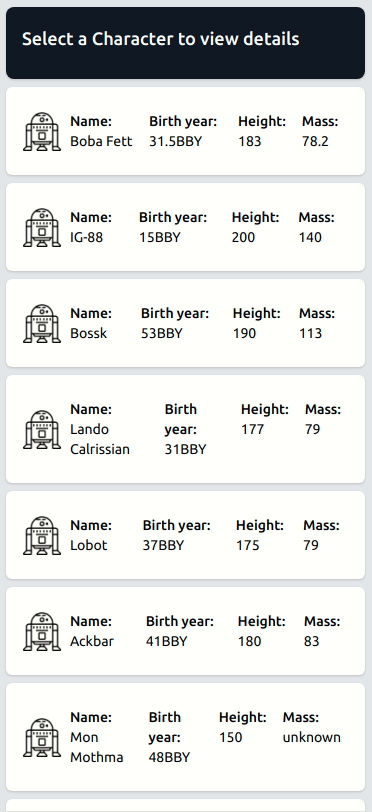 Select a Character to view details
Name: Birth year: Height: Mass:
Boba Fett 31.5BBY 183 78.2
Name: Birth year: Height: Mass:
IG-88 15BBY 200 140
Name: Birth year: Height: Mass:
Bossk 53BBY 190 113
Name: Birth Height: Mass:
Lando year: 177 79
Calrissian 31BBY
Name: Birth year: Height: Mass:
Lobot 37BBY 175 79
Name: Birth year: Height: Mass:
Ackbar 41BBY 180 83
Name: Birth Height: Mass:
Mon year: 150 unknown
Mothma 48BBY